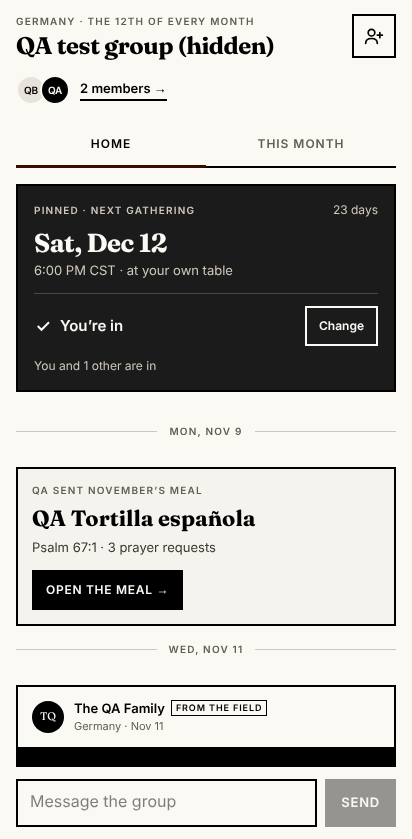 GERMANY · THE 12TH OF EVERY MONTH
QA test group (hidden)
QB QA 2 members →
HOME THIS MONTH
PINNED · NEXT GATHERING 23 days
Sat, Dec 12
6:00 PM CST · at your own table
You’re in Change
You and 1 other are in
MON, NOV 9
QA SENT NOVEMBER’S MEAL
QA Tortilla española
Psalm 67:1 · 3 prayer requests
OPEN THE MEAL →
WED, NOV 11
TQ The QA Family FROM THE FIELD
Germany · Nov 11
Message the group SEND